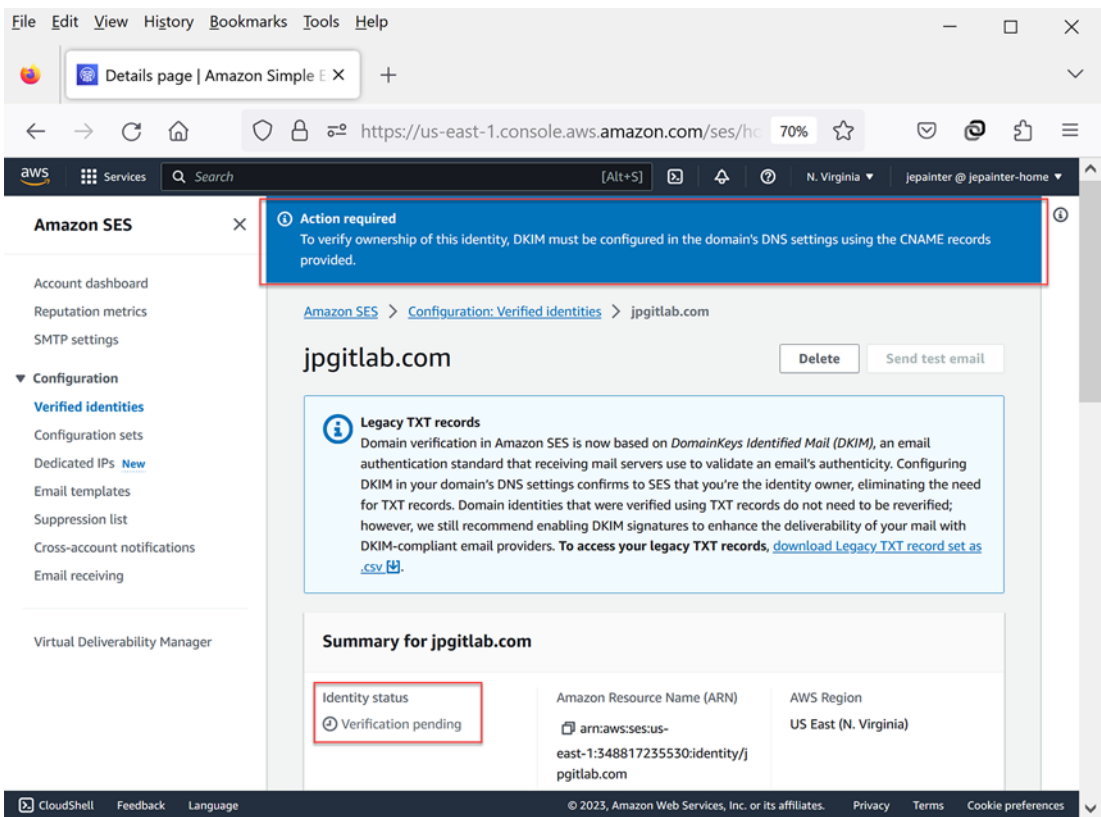 File Edit View History Bookmarks Tools Help
Details page | Amazon Simple E
https://us-east-1.console.aws.amazon.com/ses/ho 70%
aws Services Search [Alt+S] N. Virginia ▼ jepainter @ jepainter-home ▼
Amazon SES
Account dashboard
Reputation metrics
SMTP settings
▼ Configuration
Verified identities
Configuration sets
Dedicated IPs New
Email templates
Suppression list
Cross-account notifications
Email receiving
Virtual Deliverability Manager
Action required
To verify ownership of this identity, DKIM must be configured in the domain's DNS settings using the CNAME records
provided.
Amazon SES > Configuration: Verified identities > jpgitlab.com
jpgitlab.com
Delete Send test email
Legacy TXT records
Domain verification in Amazon SES is now based on DomainKeys Identified Mail (DKIM), an email
authentication standard that receiving mail servers use to validate an email's authenticity. Configuring
DKIM in your domain's DNS settings confirms to SES that you're the identity owner, eliminating the need
for TXT records. Domain identities that were verified using TXT records do not need to be reverified;
however, we still recommend enabling DKIM signatures to enhance the deliverability of your mail with
DKIM-compliant email providers. To access your legacy TXT records, download Legacy TXT record set as
.csv.
Summary for jpgitlab.com
Identity status
Verification pending
Amazon Resource Name (ARN)
arn:aws:ses:us-
east-1:348817235530:identity/j
pgitlab.com
AWS Region
US East (N. Virginia)
CloudShell Feedback Language © 2023, Amazon Web Services, Inc. or its affiliates. Privacy Terms Cookie preferences